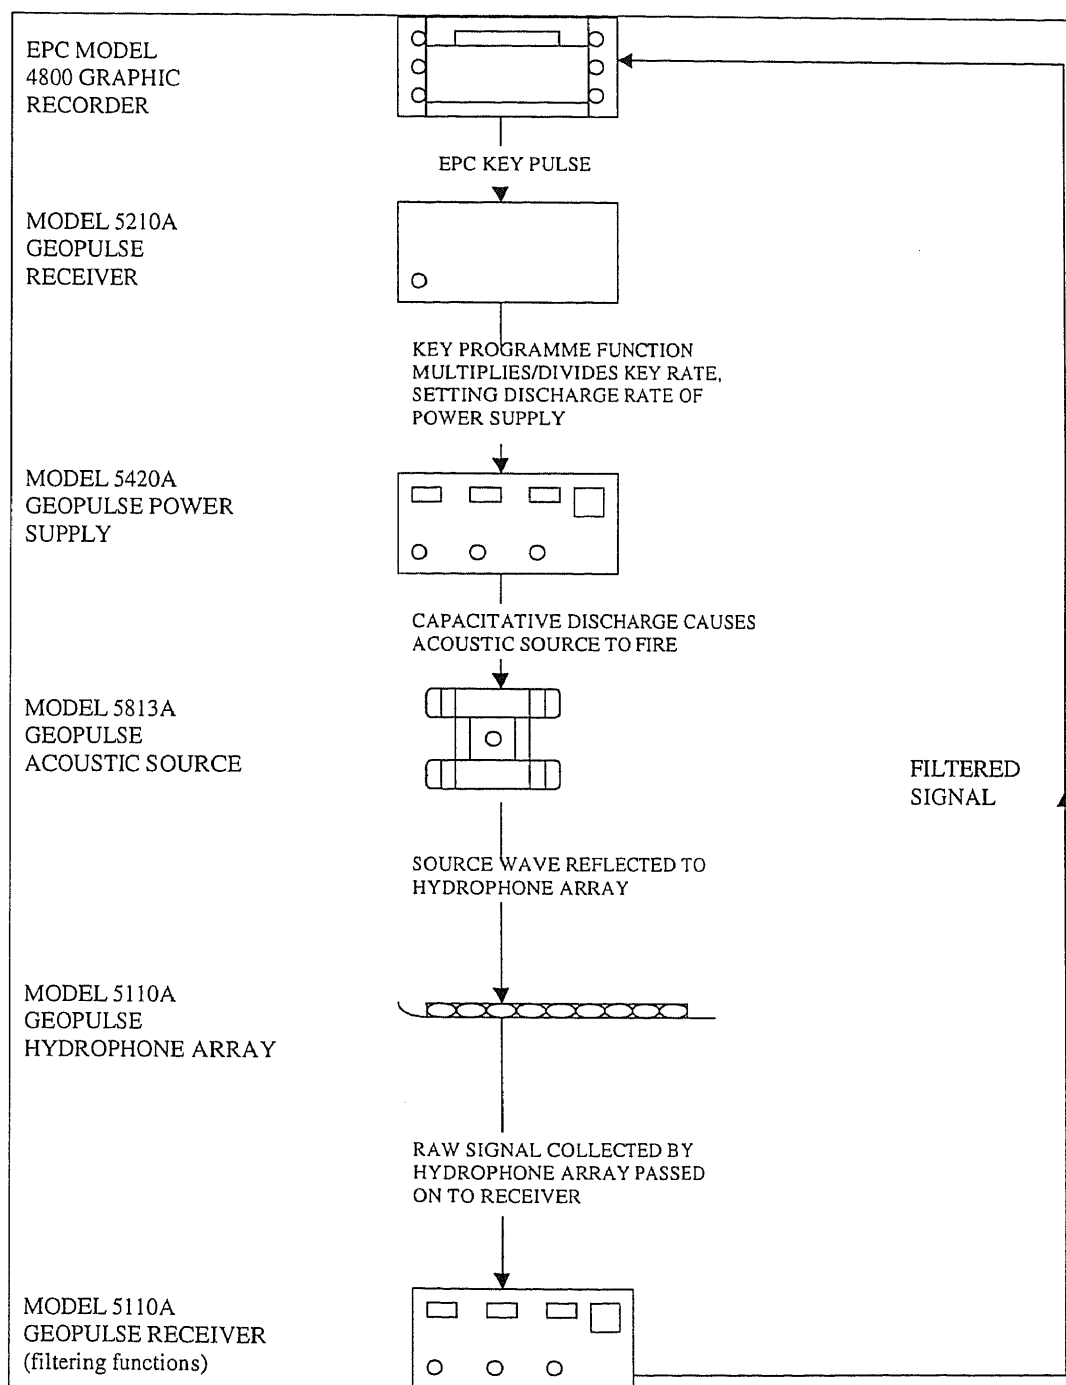 EPC MODEL
4800 GRAPHIC
RECORDER
EPC KEY PULSE
MODEL 5210A
GEOPULSE
RECEIVER
KEY PROGRAMME FUNCTION
MULTIPLIES/DIVIDES KEY RATE,
SETTING DISCHARGE RATE OF
POWER SUPPLY
MODEL 5420A
GEOPULSE POWER
SUPPLY
CAPACITATIVE DISCHARGE CAUSES
ACOUSTIC SOURCE TO FIRE
MODEL 5813A
GEOPULSE
ACOUSTIC SOURCE
FILTERED
SIGNAL
SOURCE WAVE REFLECTED TO
HYDROPHONE ARRAY
MODEL 5110A
GEOPULSE
HYDROPHONE ARRAY
RAW SIGNAL COLLECTED BY
HYDROPHONE ARRAY PASSED
ON TO RECEIVER
MODEL 5110A
GEOPULSE RECEIVER
(filtering functions)